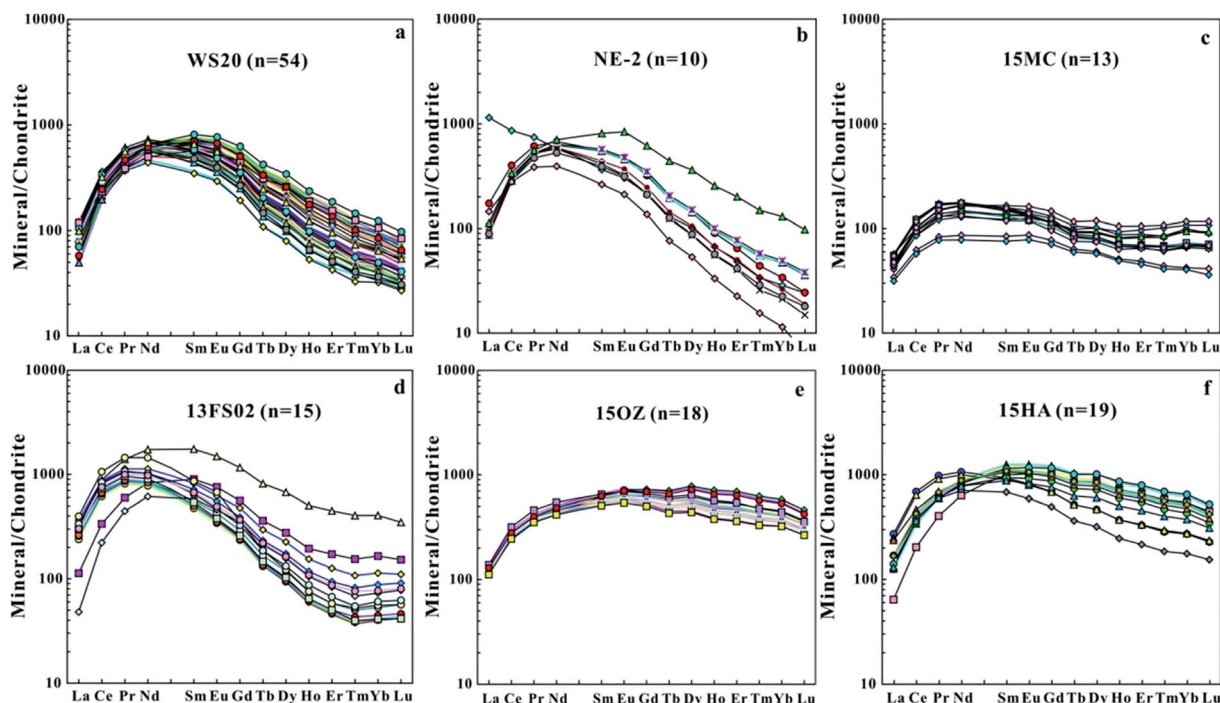 10000 a
WS20 (n=54)
1000
100
10
Mineral/Chondrite
La Ce Pr Nd Sm Eu Gd Tb Dy Ho Er Tm Yb Lu
10000 b
NE-2 (n=10)
1000
100
10
Mineral/Chondrite
La Ce Pr Nd Sm Eu Gd Tb Dy Ho Er Tm Yb Lu
10000 c
15MC (n=13)
1000
100
10
Mineral/Chondrite
La Ce Pr Nd Sm Eu Gd Tb Dy Ho Er Tm Yb Lu
10000 d
13FS02 (n=15)
1000
100
10
Mineral/Chondrite
La Ce Pr Nd Sm Eu Gd Tb Dy Ho Er Tm Yb Lu
10000 e
15OZ (n=18)
1000
100
10
Mineral/Chondrite
La Ce Pr Nd Sm Eu Gd Tb Dy Ho Er Tm Yb Lu
10000 f
15HA (n=19)
1000
100
10
Mineral/Chondrite
La Ce Pr Nd Sm Eu Gd Tb Dy Ho Er Tm Yb Lu